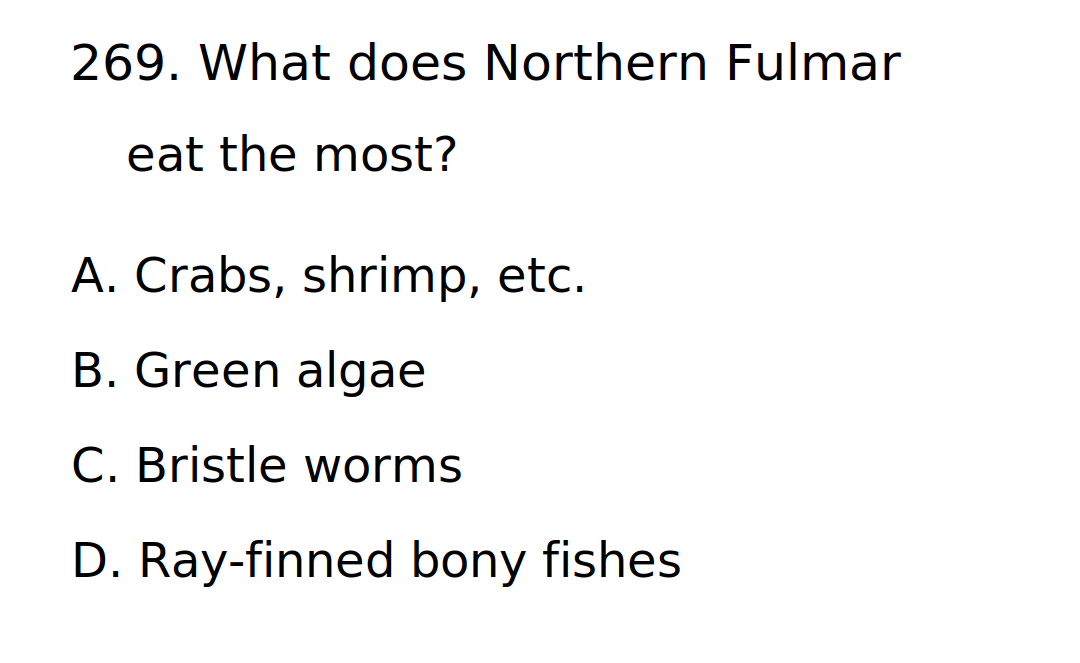 269. What does Northern Fulmar
eat the most?
A. Crabs, shrimp, etc.
B. Green algae
C. Bristle worms
D. Ray-finned bony fishes